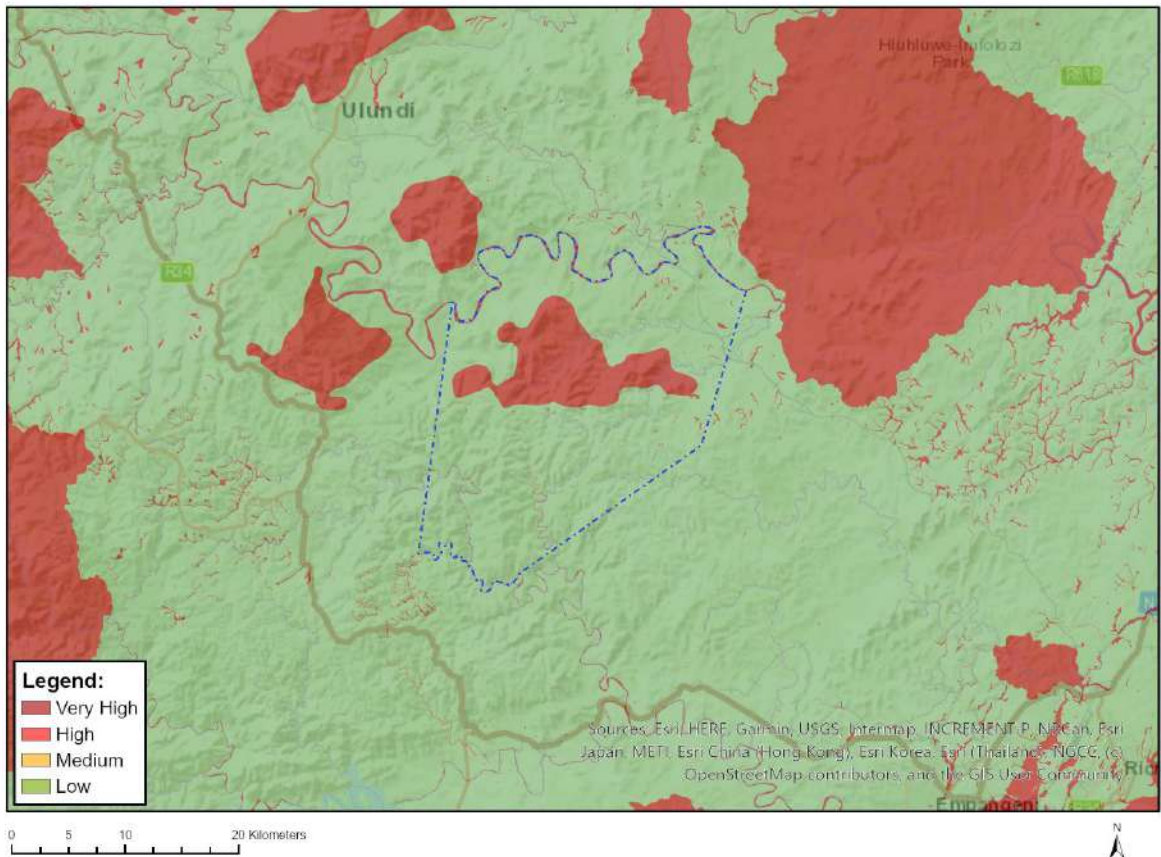 Hluhluwe-Imfolozi
Park
R618
Ulundi
R34
Legend:
Very High
High
Medium
Low
Sources: Esri, HERE, Garmin, USGS, Intermap, INCREMENT P, NRCan, Esri
Japan, METI, Esri China (Hong Kong), Esri Korea, Esri (Thailand), NGCC, (c)
OpenStreetMap contributors, and the GIS User Community
Empangeni
0 5 10 20 Kilometers
N